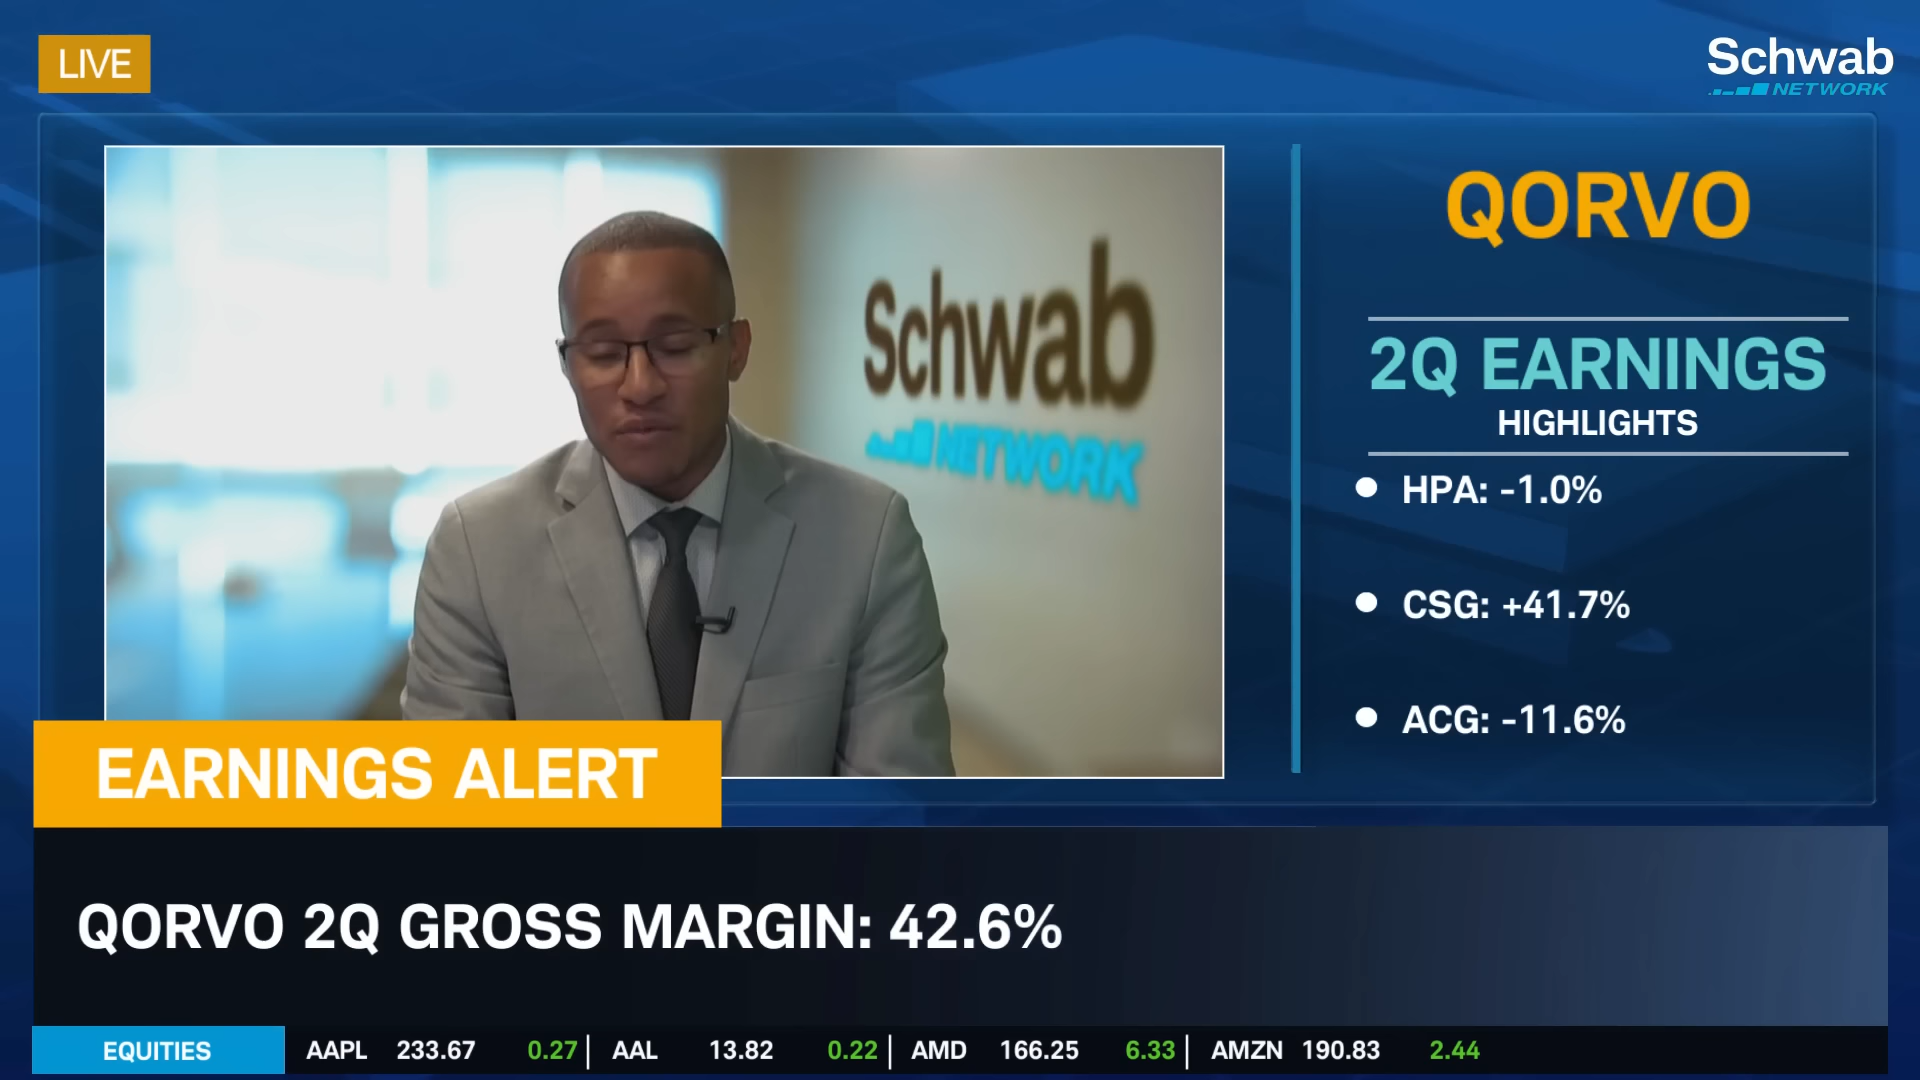 LIVE
Schwab
NETWORK
Schwab
NETWORK
QORVO
2Q EARNINGS
HIGHLIGHTS
HPA: -1.0%
CSG: +41.7%
ACG: -11.6%
EARNINGS ALERT
QORVO 2Q GROSS MARGIN: 42.6%
EQUITIES AAPL 233.67 0.27 AAL 13.82 0.22 AMD 166.25 6.33 AMZN 190.83 2.44